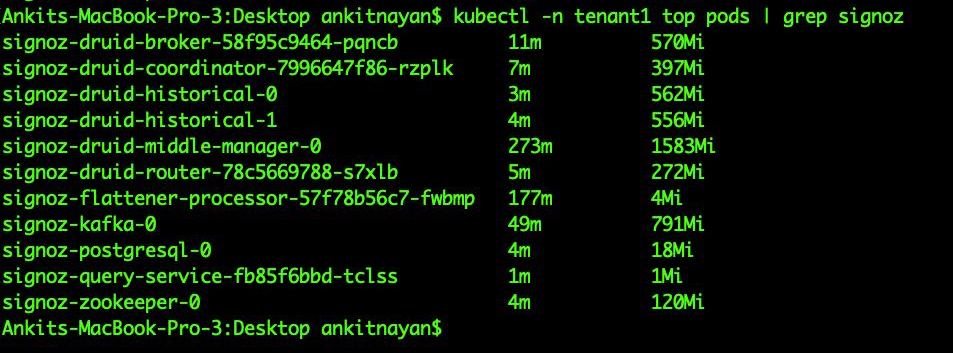 Ankits-MacBook-Pro-3:Desktop ankitnayan$ kubectl -n tenant1 top pods | grep signoz
signoz-druid-broker-58f95c9464-pqncb 11m 570Mi
signoz-druid-coordinator-7996647f86-rzplk 7m 397Mi
signoz-druid-historical-0 3m 562Mi
signoz-druid-historical-1 4m 556Mi
signoz-druid-middle-manager-0 273m 1583Mi
signoz-druid-router-78c5669788-s7xlb 5m 272Mi
signoz-flattener-processor-57f78b56c7-fwbmp 177m 4Mi
signoz-kafka-0 49m 791Mi
signoz-postgresql-0 4m 18Mi
signoz-query-service-fb85f6bbd-tclss 1m 1Mi
signoz-zookeeper-0 4m 120Mi
Ankits-MacBook-Pro-3:Desktop ankitnayan$